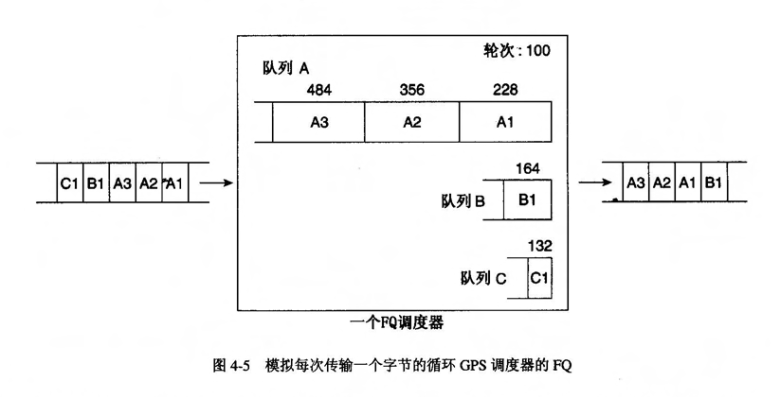 轮次：100
队列 A
484 356 228
A3 A2 A1
C1 B1 A3 A2 A1
164
队列 B B1
A3 A2 A1 B1
132
队列 C C1
一个FQ调度器
图 4-5 模拟每次传输一个字节的循环 GPS 调度器的 FQ